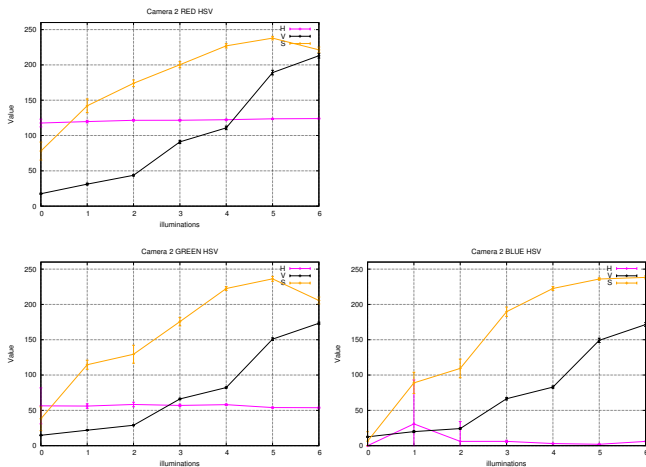 Camera 2 RED HSV
H
V
S
250
200
150
100
50
0
Value
0 1 2 3 4 5 6
illuminations
Camera 2 GREEN HSV
H
V
S
250
200
150
100
50
0
Value
0 1 2 3 4 5 6
illuminations
Camera 2 BLUE HSV
H
V
S
250
200
150
100
50
0
Value
0 1 2 3 4 5 6
illuminations